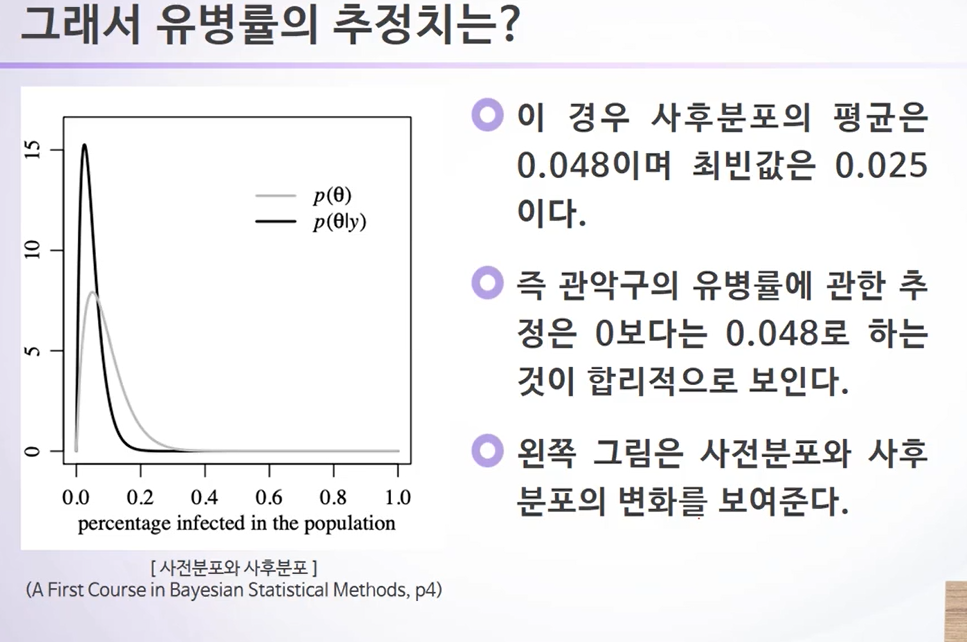 그래서 유병률의 추정치는?
이 경우 사후분포의 평균은
0.048이며 최빈값은 0.025
이다.
즉 관악구의 유병률에 관한 추
정은 0보다는 0.048로 하는
것이 합리적으로 보인다.
왼쪽 그림은 사전분포와 사후
분포의 변화를 보여준다.
15
10
5
0
p(θ)
p(θ|y)
0.0 0.2 0.4 0.6 0.8 1.0
percentage infected in the population
[ 사전분포와 사후분포 ]
(A First Course in Bayesian Statistical Methods, p4)